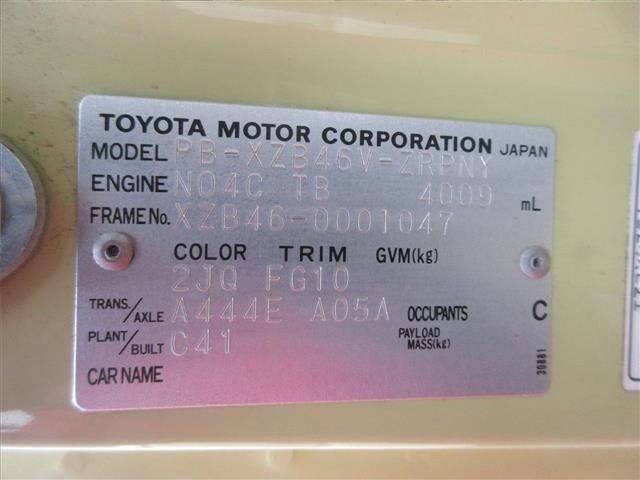 TOYOTA MOTOR CORPORATION JAPAN
MODEL PB-XZB46V-ZRPNY
ENGINE N04C TB 4009 mL
FRAME No. XZB46-0001047
COLOR TRIM GVM(kg)
2JQ FG10
TRANS./AXLE A444E A05A OCCUPANTS C
PLANT/BUILT C41 PAYLOAD MASS(kg)
CAR NAME
30881